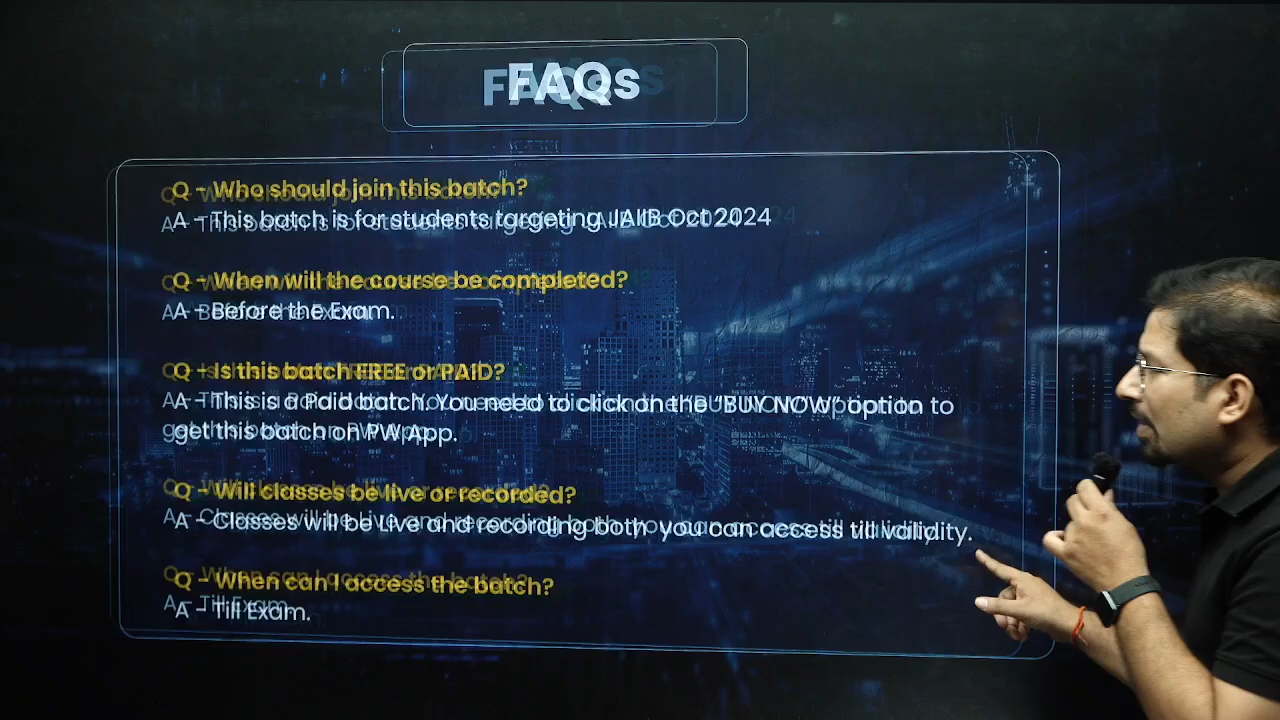 FAQs
Q - Who should join this batch?
A - This batch is for students targeting JAIIB Oct 2024
Q - When will the course be completed?
A - Before the Exam.
Q - Is this batch FREE or PAID?
A - This is a Paid batch. You need to click on the "BUY NOW" option to
get this batch on PW App.
Q - Will classes be live or recorded?
A - Classes will be Live and recording both you can access till validity.
Q - When can I access the batch?
A - Till Exam.